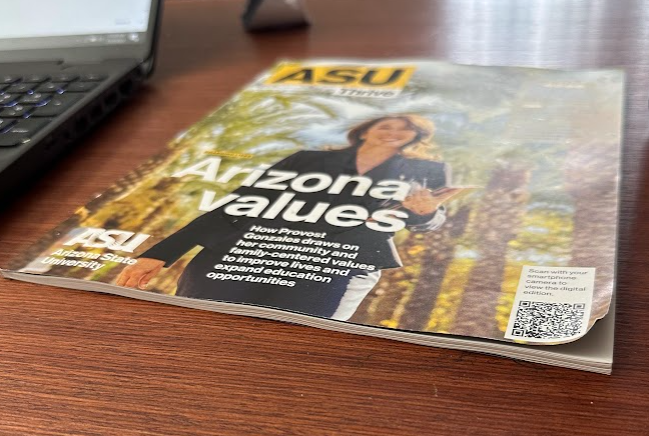 ASU
Thrive
Arizona
values
How Provost
Gonzales draws on
her community and
family-centered values
to improve lives and
expand education
opportunities
ASU
Arizona State
University
Scan with your
smartphone
camera to
view the digital
edition.